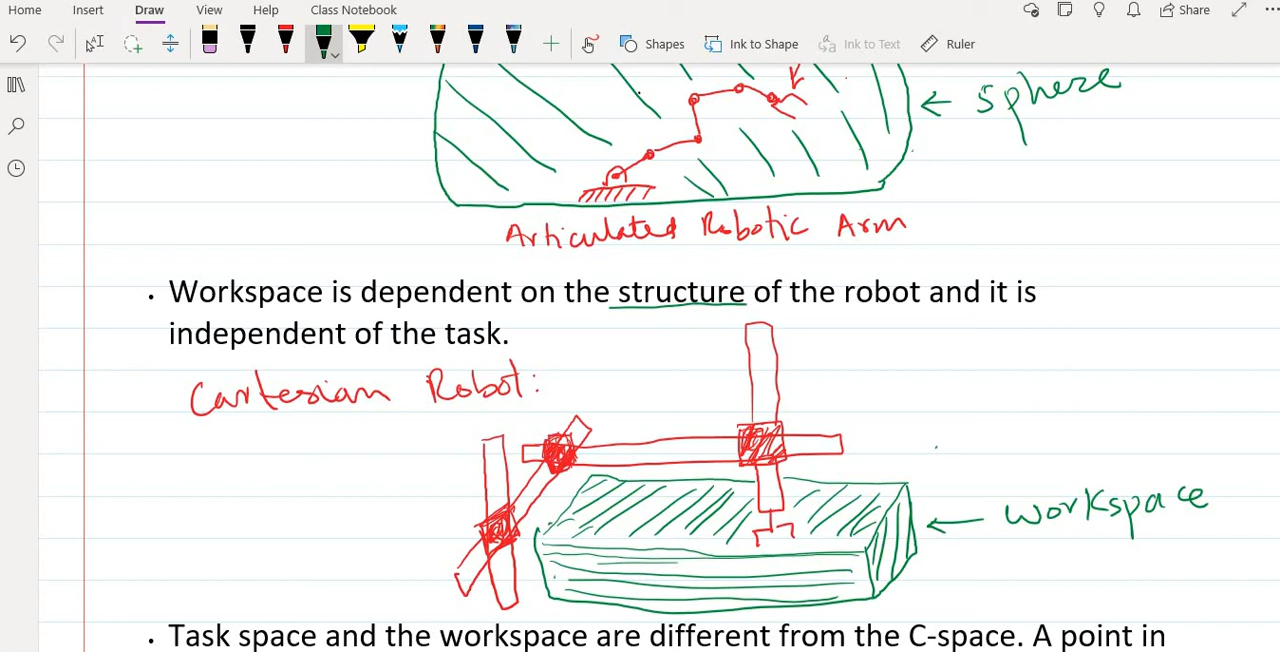 Home Insert Draw View Help Class Notebook Share
Shapes Ink to Shape Ink to Text Ruler
← Sphere
Articulated Robotic Arm
• Workspace is dependent on the structure of the robot and it is
independent of the task.
Cartesian Robot:
← workspace
• Task space and the workspace are different from the C-space. A point in